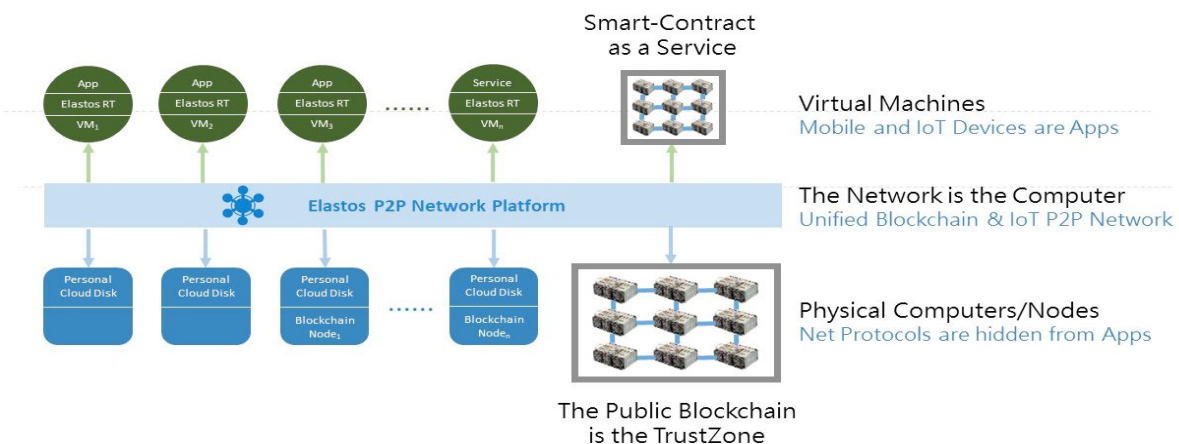 Smart-Contract
as a Service
App
Elastos RT
VM₁
App
Elastos RT
VM₂
App
Elastos RT
VM₃
......
Service
Elastos RT
VMₙ
Virtual Machines
Mobile and IoT Devices are Apps
Elastos P2P Network Platform
The Network is the Computer
Unified Blockchain & IoT P2P Network
Personal
Cloud Disk
Personal
Cloud Disk
Personal
Cloud Disk
Blockchain
Node₁
......
Personal
Cloud Disk
Blockchain
Nodeₙ
Physical Computers/Nodes
Net Protocols are hidden from Apps
The Public Blockchain
is the TrustZone